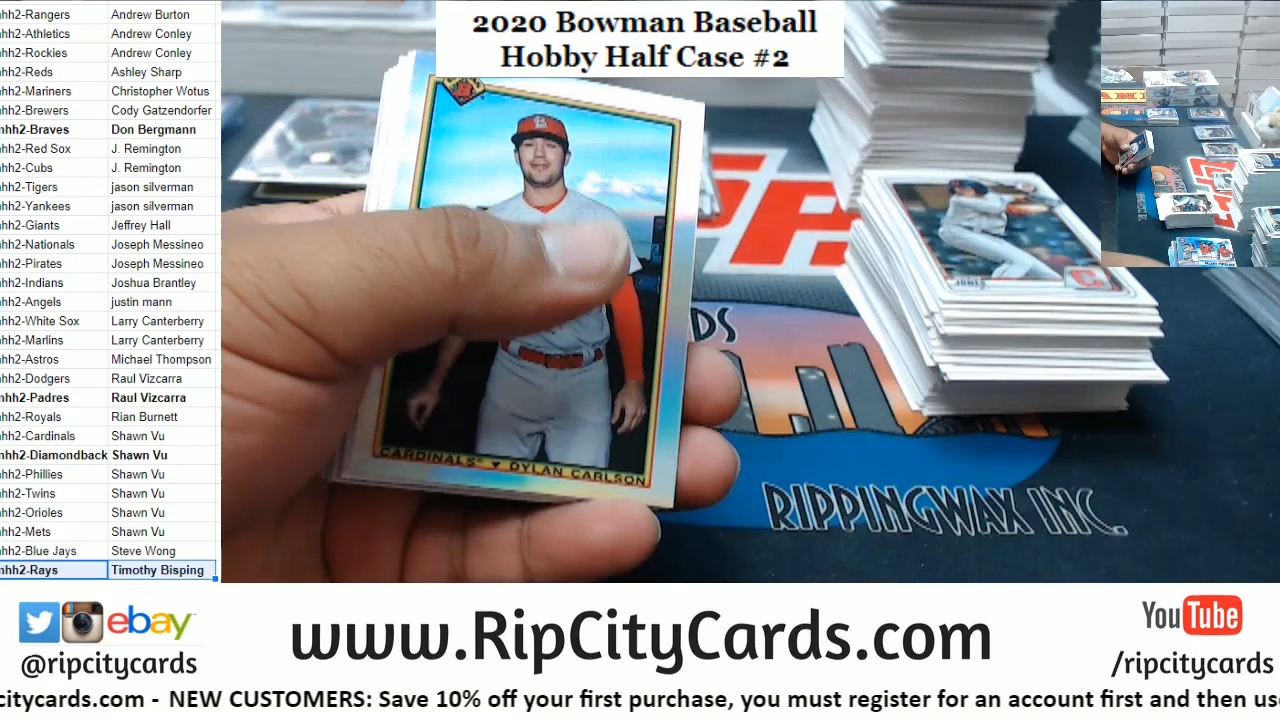 hh2-Rangers Andrew Burton
hh2-Athletics Andrew Conley
hh2-Rockies Andrew Conley
hh2-Reds Ashley Sharp
hh2-Mariners Christopher Wotus
hh2-Brewers Cody Gatzendorfer
hh2-Braves Don Bergmann
hh2-Red Sox J. Remington
hh2-Cubs J. Remington
hh2-Tigers jason silverman
hh2-Yankees jason silverman
hh2-Giants Jeffrey Hall
hh2-Nationals Joseph Messineo
hh2-Pirates Joseph Messineo
hh2-Indians Joshua Brantley
hh2-Angels justin mann
hh2-White Sox Larry Canterberry
hh2-Marlins Larry Canterberry
hh2-Astros Michael Thompson
hh2-Dodgers Raul Vizcarra
hh2-Padres Raul Vizcarra
hh2-Royals Rian Burnett
hh2-Cardinals Shawn Vu
hh2-Diamondback Shawn Vu
hh2-Phillies Shawn Vu
hh2-Twins Shawn Vu
hh2-Orioles Shawn Vu
hh2-Mets Shawn Vu
hh2-Blue Jays Steve Wong
hh2-Rays Timothy Bisping
2020 Bowman Baseball
Hobby Half Case #2
CARDINALS DYLAN CARLSON
JONES
C
DS
RIPPINGWAX INC.
ebay
@ripcitycards
www.RipCityCards.com
YouTube
/ripcitycards
citycards.com - NEW CUSTOMERS: Save 10% off your first purchase, you must register for an account first and then use